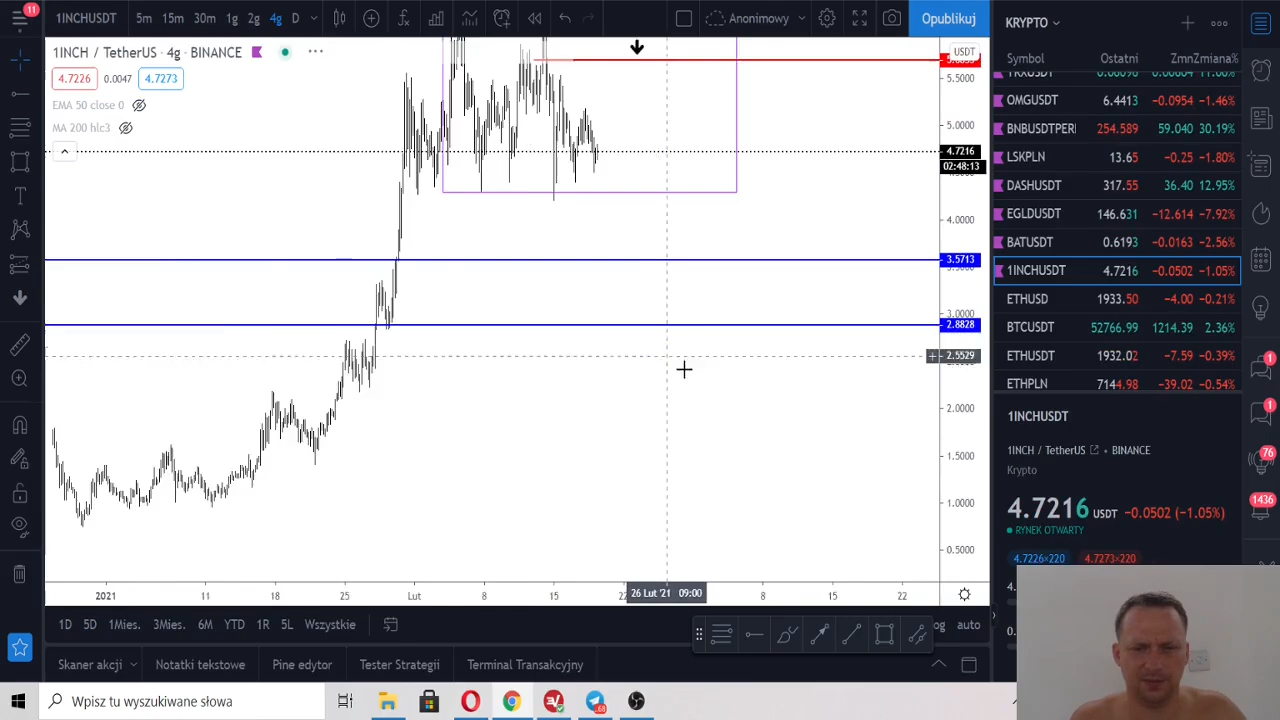 11
1INCHUSDT 5m 15m 30m 1g 2g 4g D Anonimowy Opublikuj
1INCH / TetherUS · 4g · BINANCE
4.7226 0.0047 4.7273
EMA 50 close 0
MA 200 hlc3
USDT
5.5000
5.0000
4.7216
02:48:13
4.0000
3.5713
3.0000
2.8828
2.5529
2.0000
1.5000
1.0000
0.5000
2021 11 18 25 Lut 8 15 22 26 Lut '21 09:00 8 15 22
1D 5D 1Mies. 3Mies. 6M YTD 1R 5L Wszystkie
og auto
Skaner akcji Notatki tekstowe Pine edytor Tester Strategii Terminal Transakcyjny
KRYPTO
Symbol Ostatni Zmn Zmiana%
OMGUSDT 6.4413 −0.0954 −1.46%
BNBUSDTPERI 254.589 59.040 30.19%
LSKPLN 13.65 −0.25 −1.80%
DASHUSDT 317.55 36.40 12.95%
EGLDUSDT 146.631 −12.614 −7.92%
BATUSDT 0.6193 −0.0163 −2.56%
1INCHUSDT 4.7216 −0.0502 −1.05%
ETHUSD 1933.50 −4.00 −0.21%
BTCUSDT 52766.99 1214.39 2.36%
ETHUSDT 1932.02 −7.59 −0.39%
ETHPLN 7144.98 −39.02 −0.54%
1INCHUSDT
1INCH / TetherUS · BINANCE
Krypto
4.7216 USDT −0.0502 (−1.05%)
RYNEK OTWARTY
4.7226×220 4.7273×220
1
1
76
1436
Wpisz tu wyszukiwane słowa